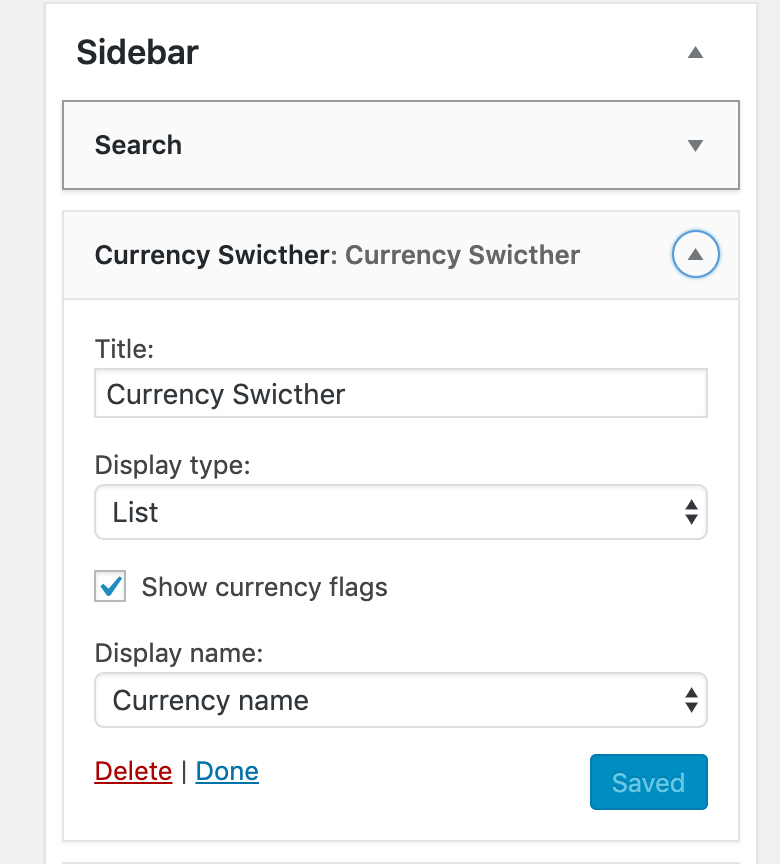 Sidebar
Search
Currency Swicther: Currency Swicther
Title:
Currency Swicther
Display type:
List
Show currency flags
Display name:
Currency name
Delete | Done
Saved